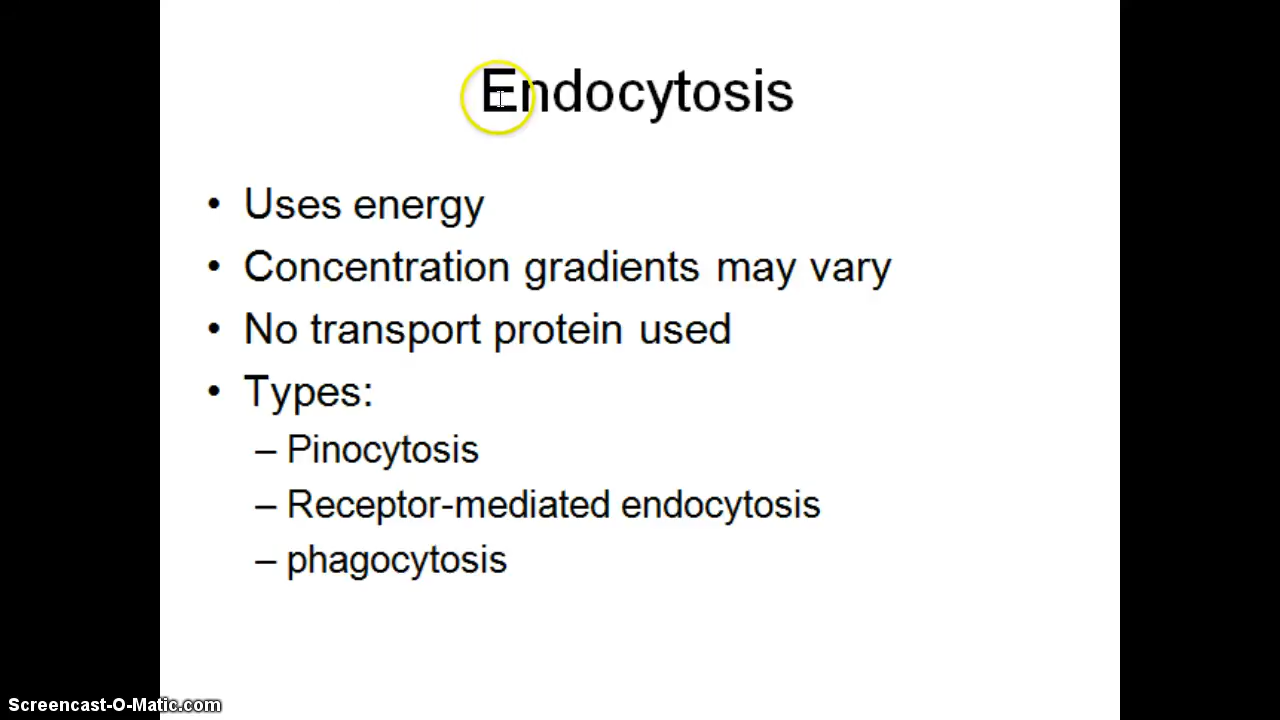 Endocytosis
• Uses energy
• Concentration gradients may vary
• No transport protein used
• Types:
– Pinocytosis
– Receptor-mediated endocytosis
– phagocytosis
Screencast-O-Matic.com